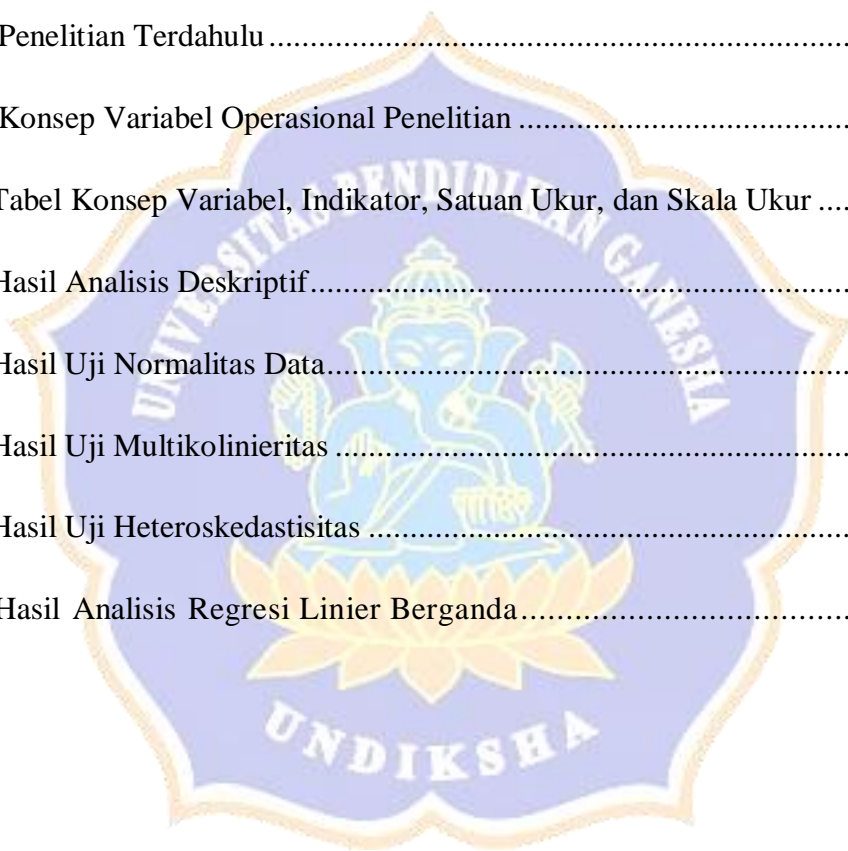 Penelitian Terdahulu ........................................................................
Konsep Variabel Operasional Penelitian .........................................
Tabel Konsep Variabel, Indikator, Satuan Ukur, dan Skala Ukur ....
Hasil Analisis Deskriptif..................................................................
Hasil Uji Normalitas Data................................................................
Hasil Uji Multikolinieritas ...............................................................
Hasil Uji Heteroskedastisitas ...........................................................
Hasil Analisis Regresi Linier Berganda.......................................
UNIVERSITAS PENDIDIKAN GANESHA
UNDIKSHA